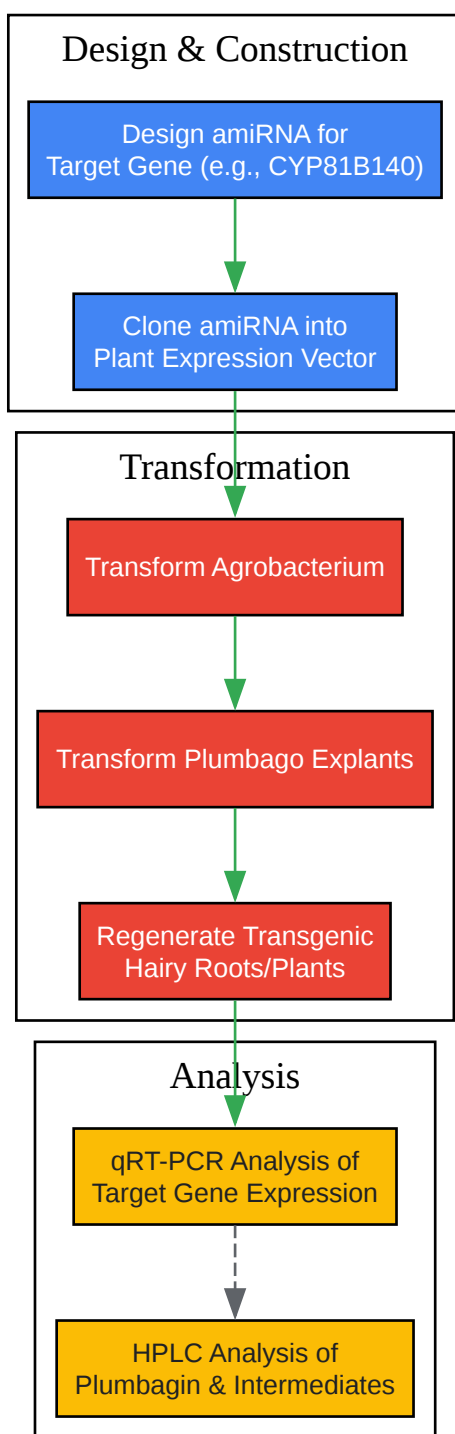 Design & Construction
Design amiRNA for
Target Gene (e.g., CYP81B140)
Clone amiRNA into
Plant Expression Vector
Transformation
Transform Agrobacterium
Transform Plumbago Explants
Regenerate Transgenic
Hairy Roots/Plants
Analysis
qRT-PCR Analysis of
Target Gene Expression
HPLC Analysis of
Plumbagin & Intermediates